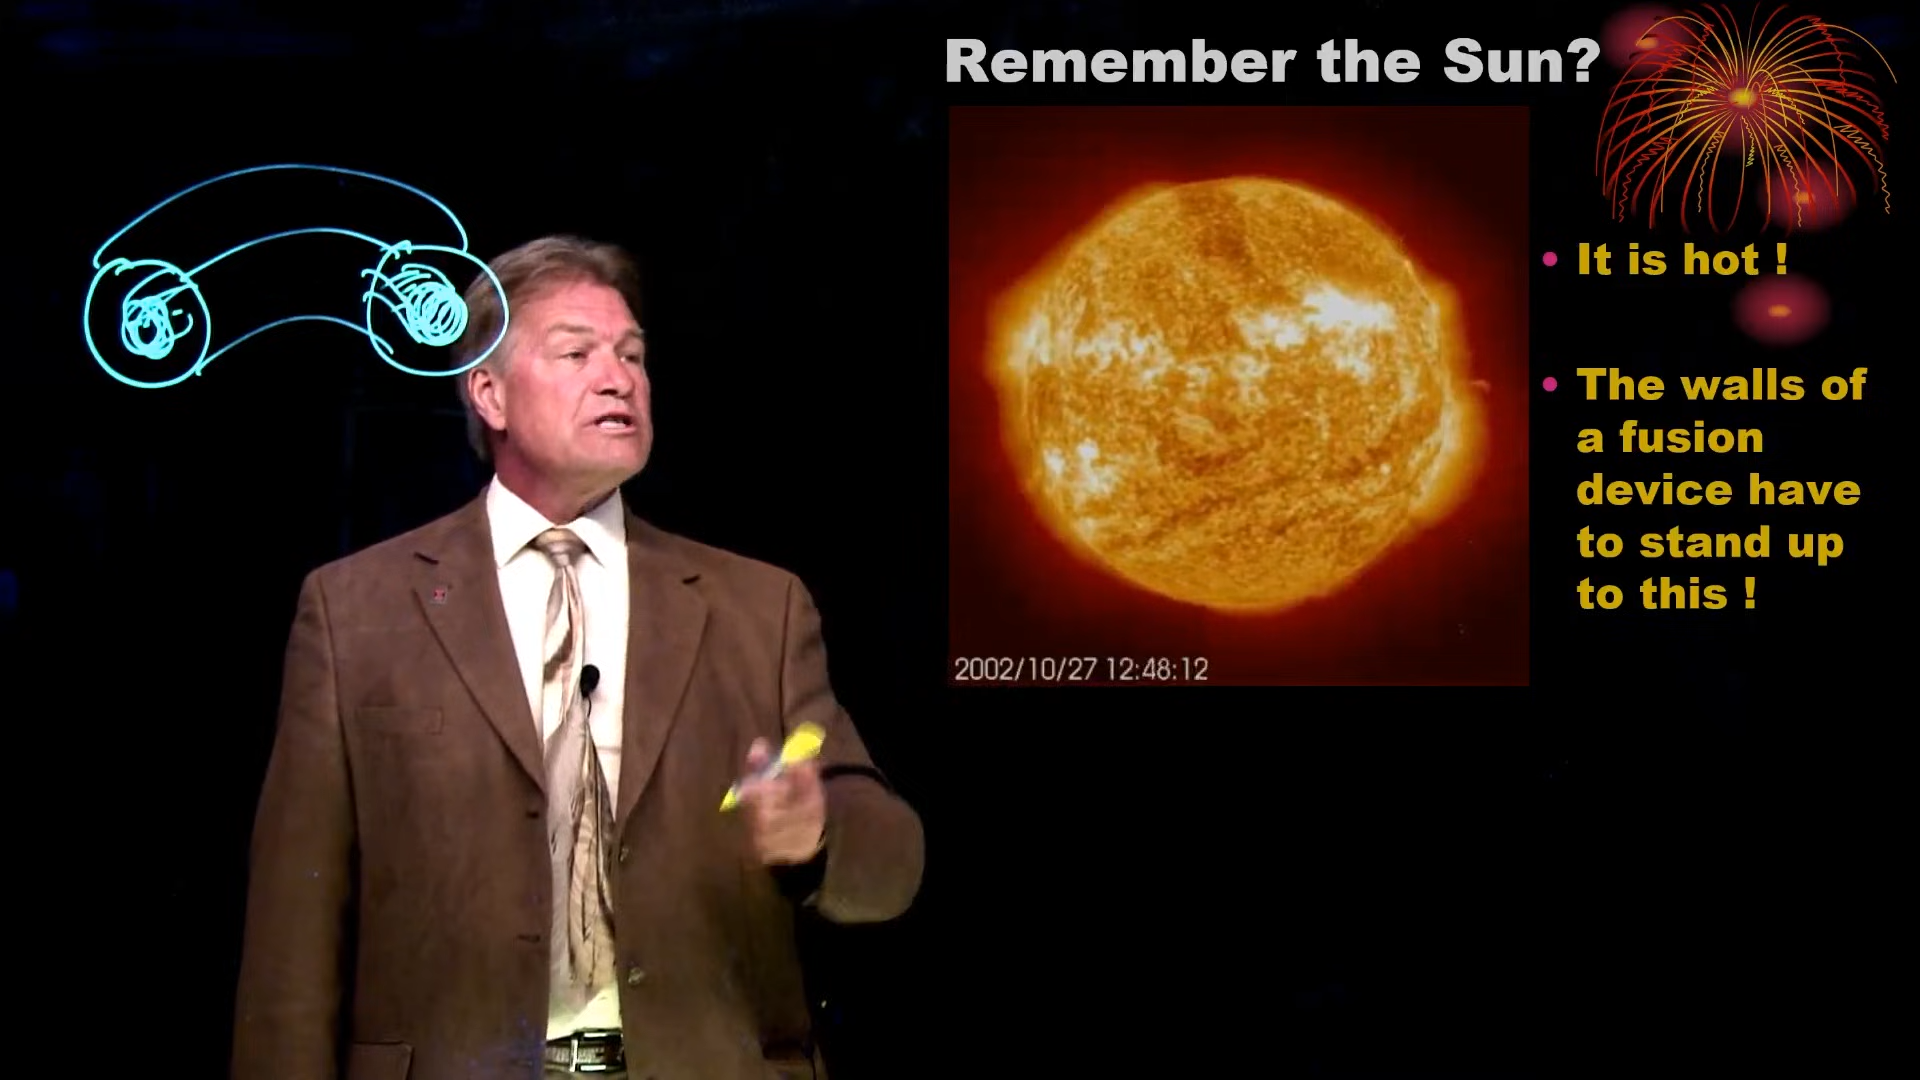 Remember the Sun?
• It is hot !
• The walls of
a fusion
device have
to stand up
to this !
2002/10/27 12:48:12